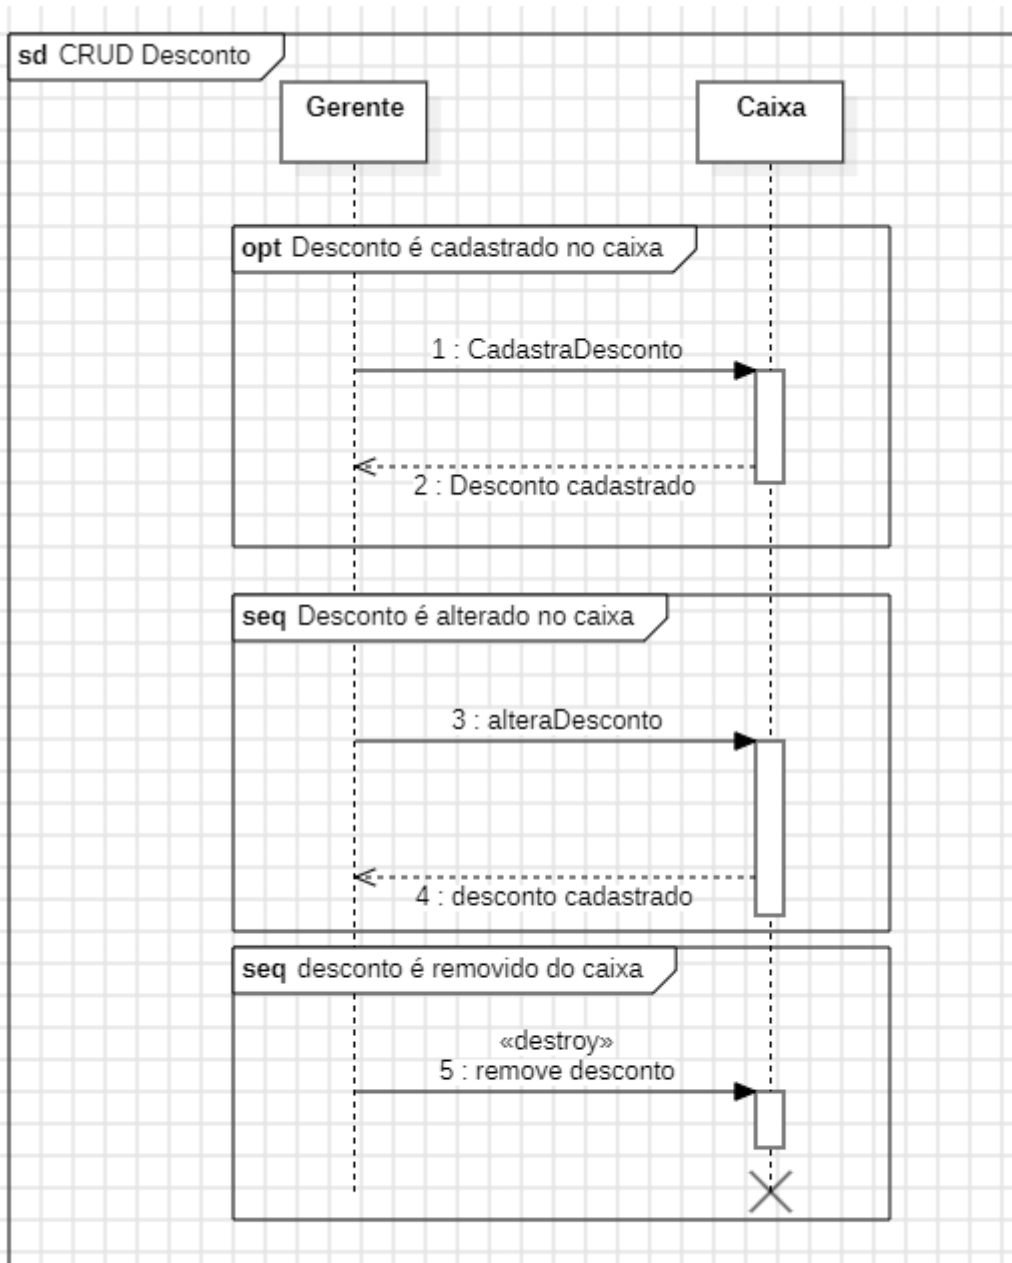 sd CRUD Desconto
Gerente
Caixa
opt Desconto é cadastrado no caixa
1 : CadastraDesconto
2 : Desconto cadastrado
seq Desconto é alterado no caixa
3 : alteraDesconto
4 : desconto cadastrado
seq desconto é removido do caixa
«destroy»
5 : remove desconto